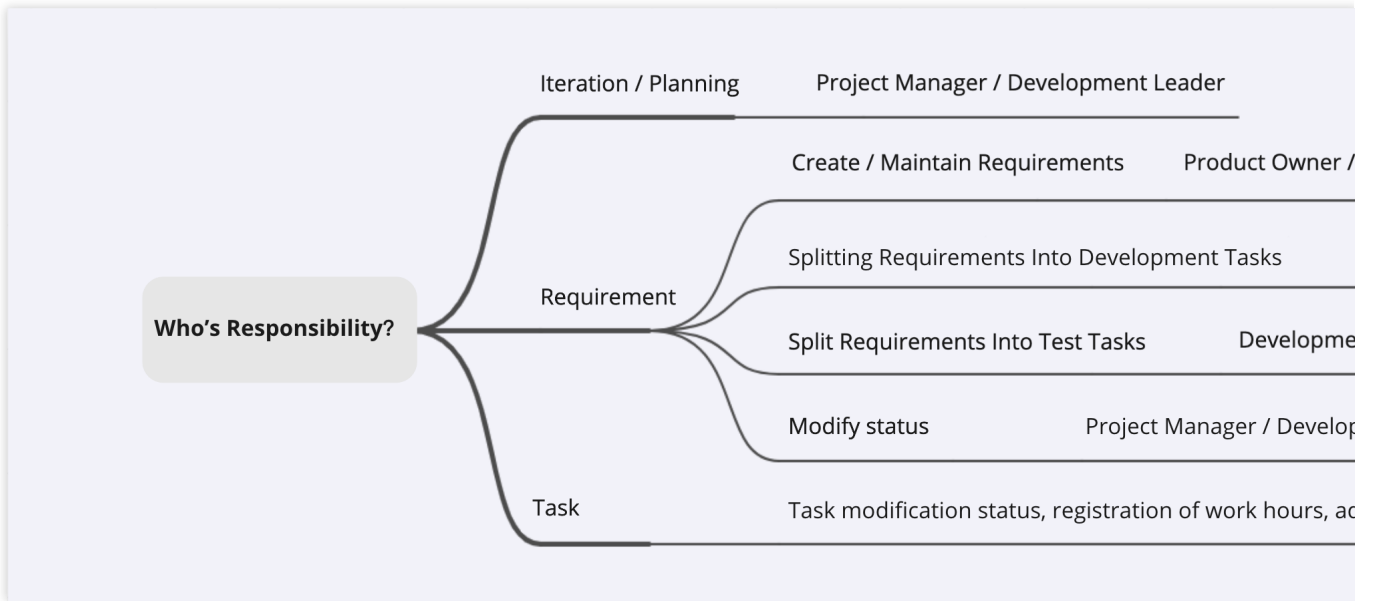 Iteration / Planning
Project Manager / Development Leader
Create / Maintain Requirements
Product Owner /
Splitting Requirements Into Development Tasks
Requirement
Who’s Responsibility?
Split Requirements Into Test Tasks
Modify status
Project Manager /
Task
Task modification status, registration of work hours,